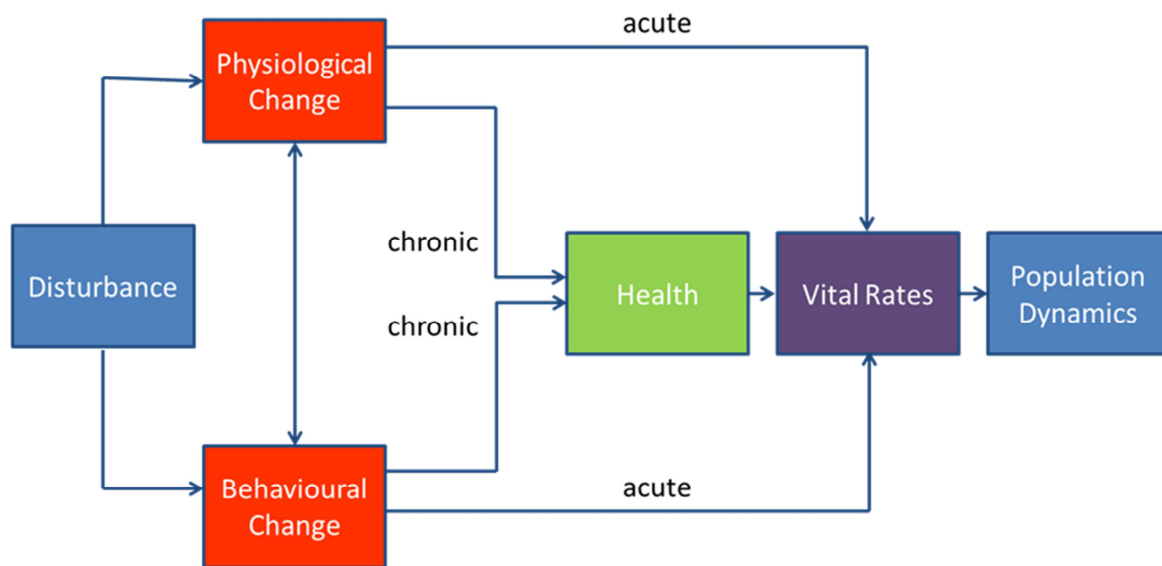 acute
Physiological
Change
chronic
Disturbance
Health
Vital Rates
Population
Dynamics
chronic
Behavioural
Change
acute